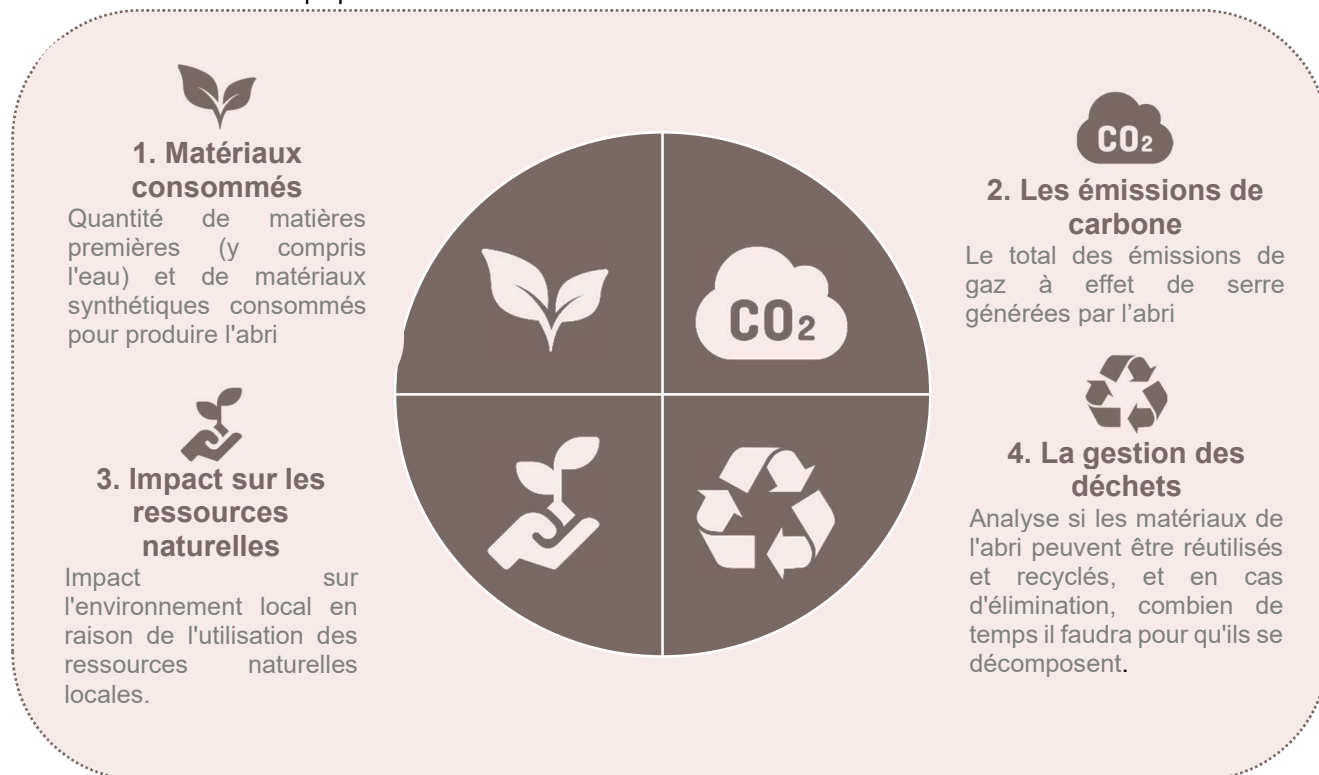 1. Matériaux
consommés
Quantité de matières
premières (y compris
l'eau) et de matériaux
synthétiques consommés
pour produire l'abri
CO2
2. Les émissions de
carbone
Le total des émissions de
gaz à effet de serre
générées par l’abri
CO2
3. Impact sur les
ressources
naturelles
Impact sur
l'environnement local en
raison de l'utilisation des
ressources naturelles
locales.
4. La gestion des
déchets
Analyse si les matériaux de
l'abri peuvent être réutilisés
et recyclés, et en cas
d'élimination, combien de
temps il faudra pour qu'ils se
décomposent.